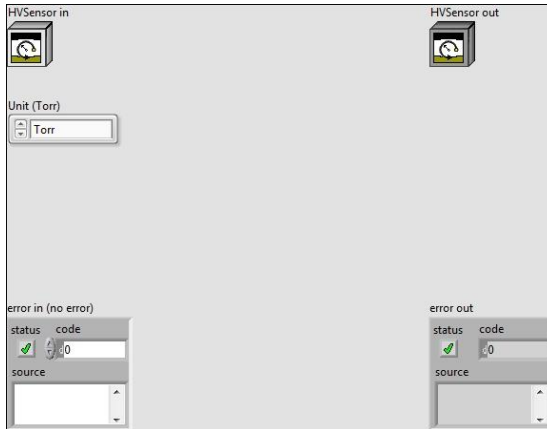 HVSensor in
HVSensor out
Unit (Torr)
Torr
error in (no error)
status code
0
source
error out
status code
0
source